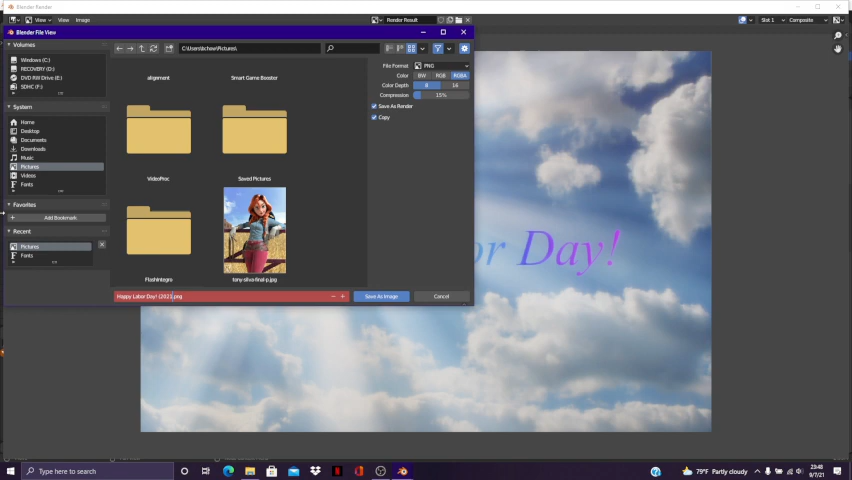 Blender Render
View
View
Image
Render Result
Slot 1
Composite
Blender File View
Volumes
Windows (C:)
RECOVERY (D:)
DVD RW Drive (E:)
SDHC (F:)
System
Home
Desktop
Documents
Downloads
Music
Pictures
Videos
Fonts
Favorites
Add Bookmark
Recent
Pictures
Fonts
C:\Users\tichaw\Pictures\
alignment
Smart Game Booster
VideoProc
Saved Pictures
FlashIntegro
tony-silva-final-p.jpg
File Format
PNG
Color
BW
RGB
RGBA
Color Depth
8
16
Compression
15%
Save As Render
Copy
Happy Labor Day! (2021.png
Save As Image
Cancel
or Day!
Type here to search
79°F Partly cloudy
23:48
9/7/21